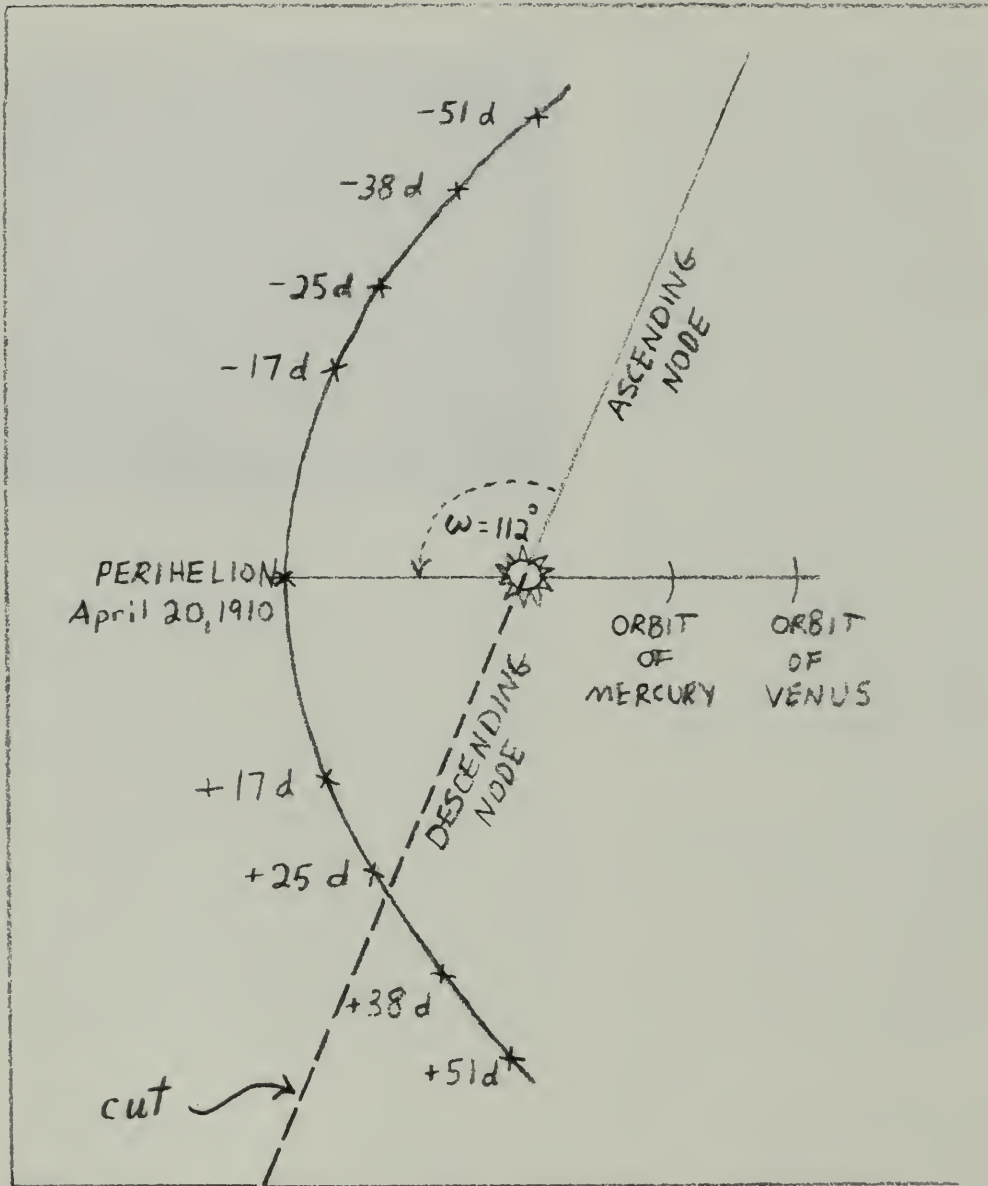 -51 d
-38 d
-25 d
-17 d
ASCENDING
NODE
ω = 112°
PERIHELION
April 20, 1910
ORBIT
OF
MERCURY
ORBIT
OF
VENUS
DESCENDING
NODE
+17 d
+25 d
+38 d
+51 d
cut